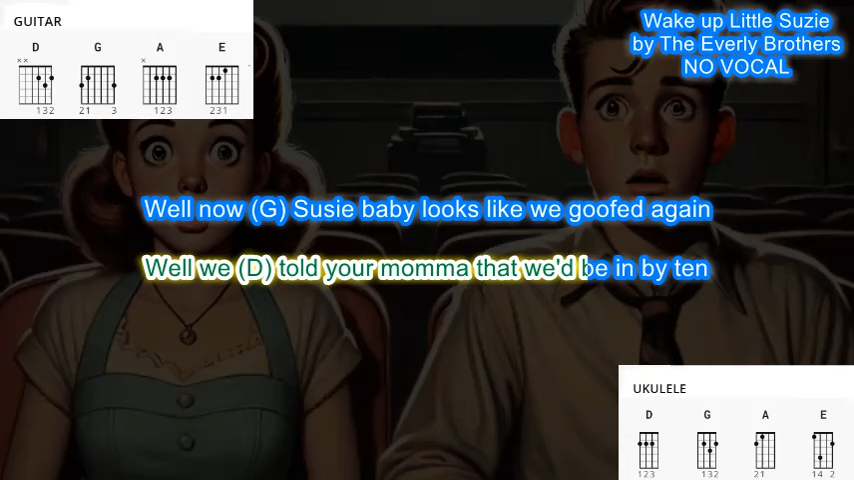 GUITAR
D G A E
x x x
132 21 3 123 231
Wake up Little Suzie
by The Everly Brothers
NO VOCAL
Well now (G) Susie baby looks like we goofed again
Well we (D) told your momma that we'd be in by ten
UKULELE
D G A E
123 132 21 14 2